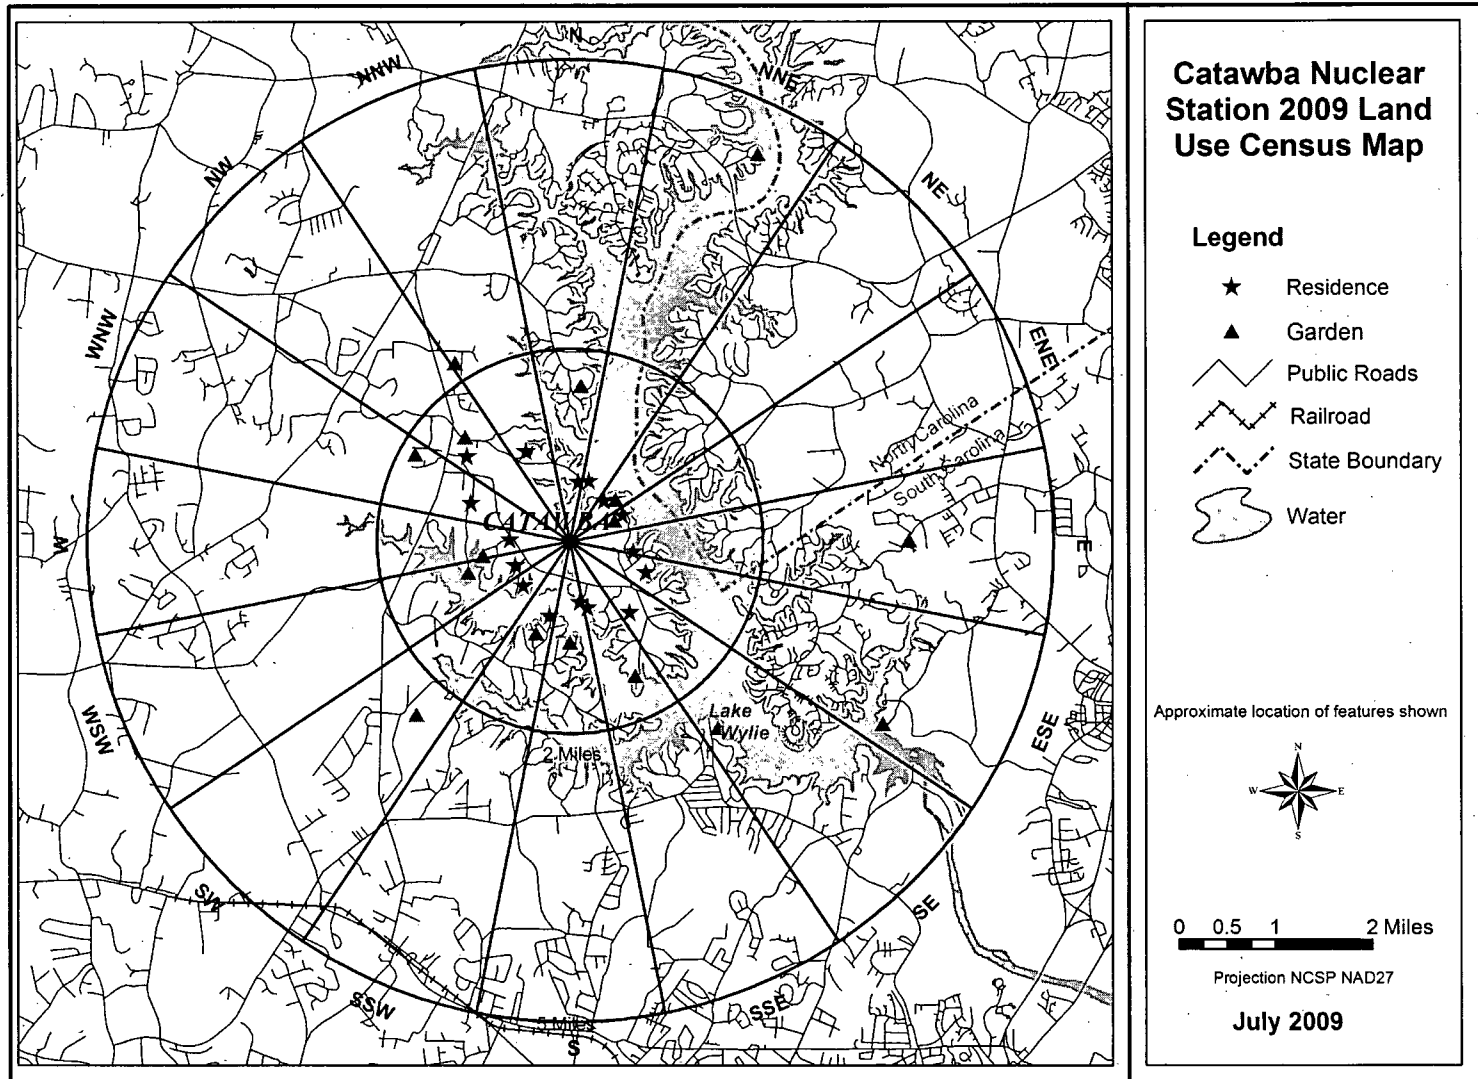 N
NNW
NNE
NW
NE
WNW
ENE
North Carolina
South Carolina
CATAWBA
W
E
Lake
Wylie
2 Miles
WSW
ESE
SW
SE
SSW
SSE
5 Miles
S
Catawba Nuclear
Station 2009 Land
Use Census Map
Legend
Residence
Garden
Public Roads
Railroad
State Boundary
Water
Approximate location of features shown
N
W E
S
0 0.5 1 2 Miles
Projection NCSP NAD27
July 2009